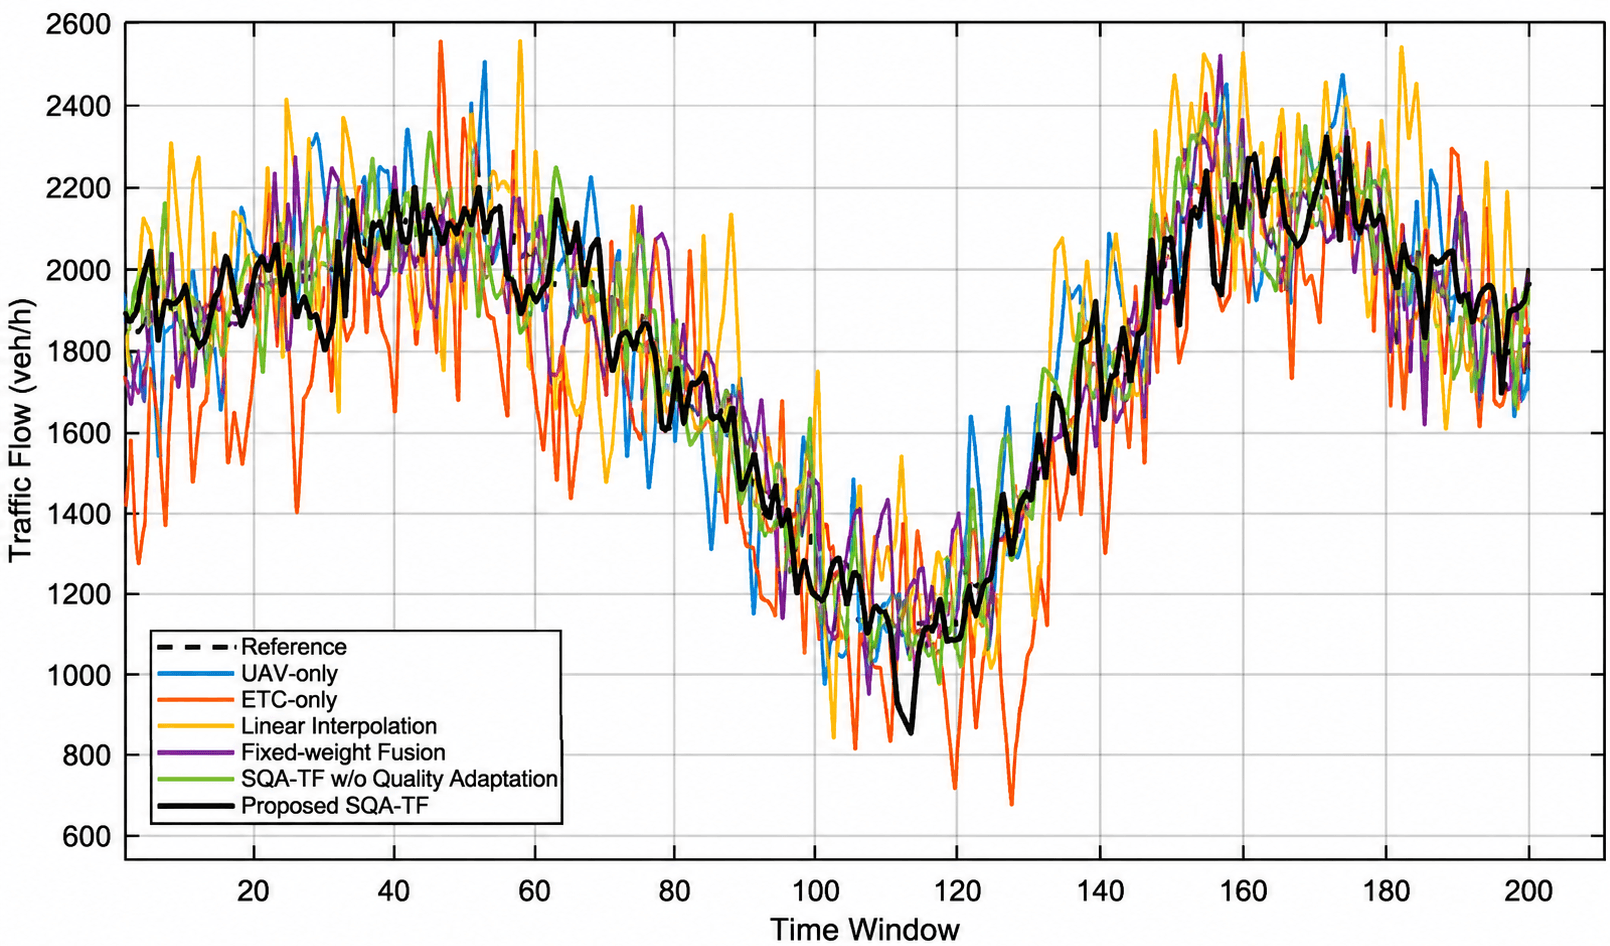 2600
2400
2200
2000
1800
1600
1400
1200
1000
800
600
Traffic Flow (veh/h)
Reference
UAV-only
ETC-only
Linear Interpolation
Fixed-weight Fusion
SQA-TF w/o Quality Adaptation
Proposed SQA-TF
20 40 60 80 100 120 140 160 180 200
Time Window